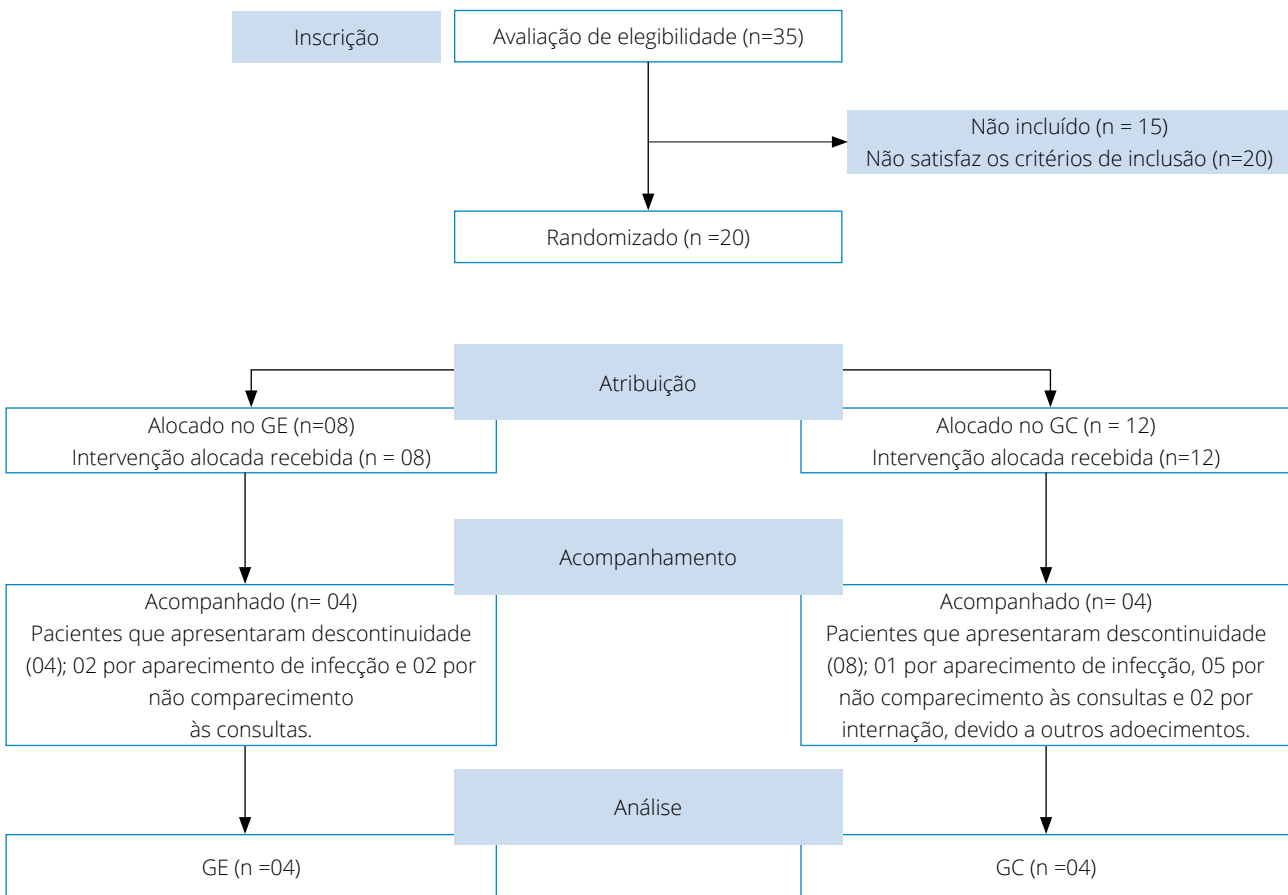 Inscrição
Avaliação de elegibilidade (n=35)
Não incluído (n = 15)
Não satisfaz os critérios de inclusão (n=20)
Randomizado (n =20)
Atribuição
Alocado no GE (n=08)
Intervenção alocada recebida (n = 08)
Alocado no GC (n = 12)
Intervenção alocada recebida (n=12)
Acompanhamento
Acompanhado (n= 04)
Pacientes que apresentaram descontinuidade
(04); 02 por aparecimento de infecção e 02 por
não comparecimento
às consultas.
Acompanhado (n= 04)
Pacientes que apresentaram descontinuidade
(08); 01 por aparecimento de infecção, 05 por
não comparecimento às consultas e 02 por
internação, devido a outros adoecimentos.
Análise
GE (n =04)
GC (n =04)